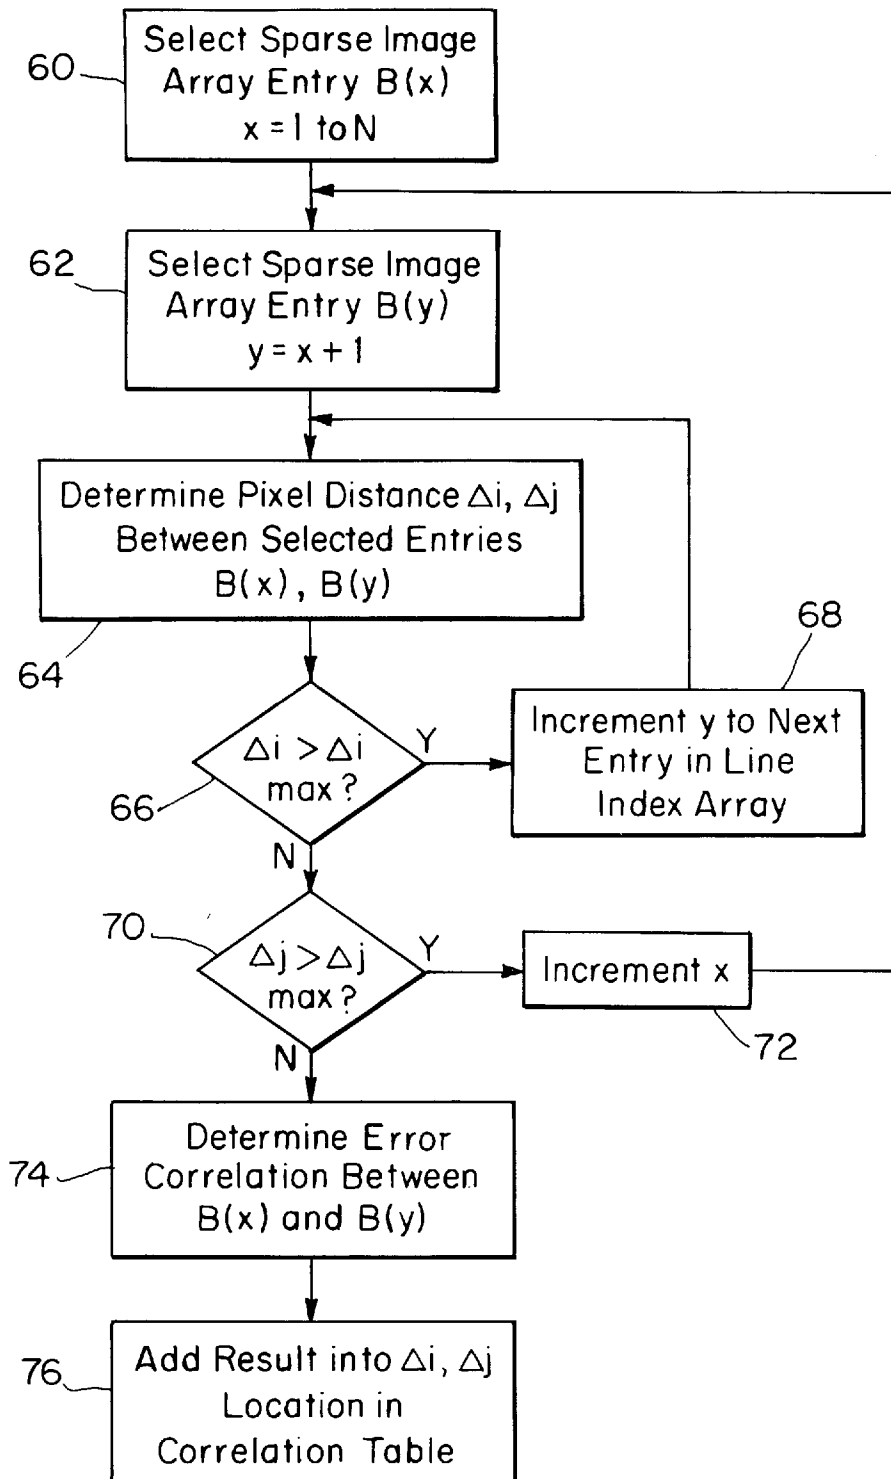 60
Select Sparse Image
Array Entry B(x)
x = 1 to N
62
Select Sparse Image
Array Entry B(y)
y = x + 1
Determine Pixel Distance Δi, Δj
Between Selected Entries
B(x), B(y)
64
68
Increment y to Next
Entry in Line
Index Array
Δi > Δi
max?
Y
66
N
70
Δj > Δj
max?
Y
Increment x
72
N
74
Determine Error
Correlation Between
B(x) and B(y)
76
Add Result into Δi, Δj
Location in
Correlation Table